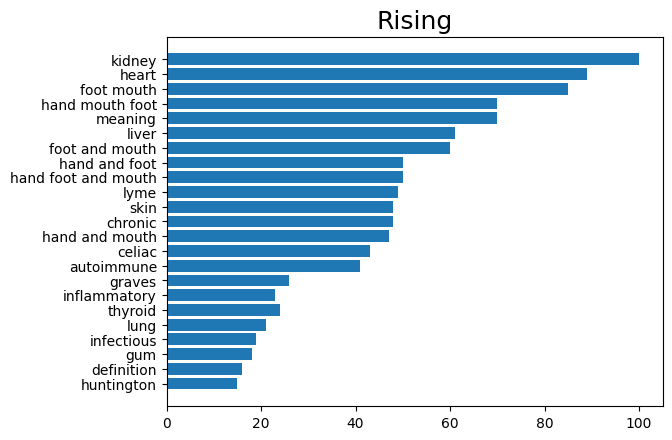 Rising
kidney
heart
foot mouth
hand mouth foot
meaning
liver
foot and mouth
hand and foot
hand foot and mouth
lyme
skin
chronic
hand and mouth
celiac
autoimmune
graves
inflammatory
thyroid
lung
infectious
gum
definition
huntington
0 20 40 60 80 100